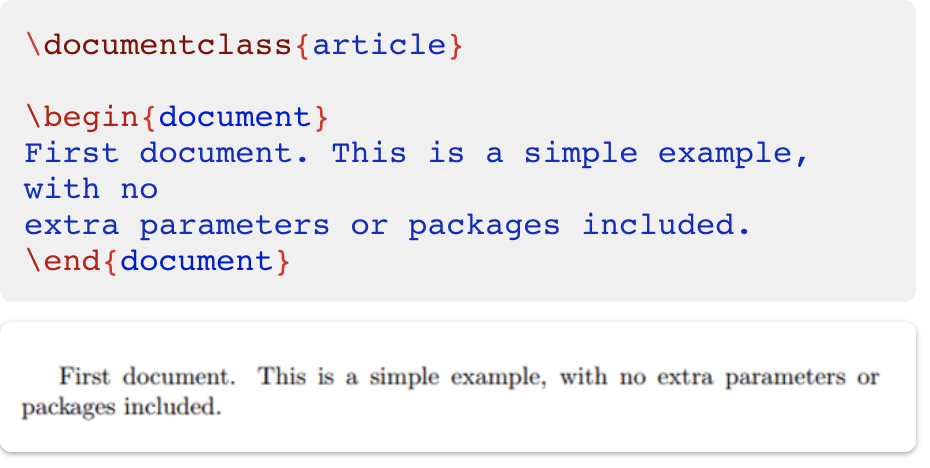 \documentclass{article}
\begin{document}
First document. This is a simple example,
with no
extra parameters or packages included.
\end{document}
First document. This is a simple example, with no extra parameters or
packages included.